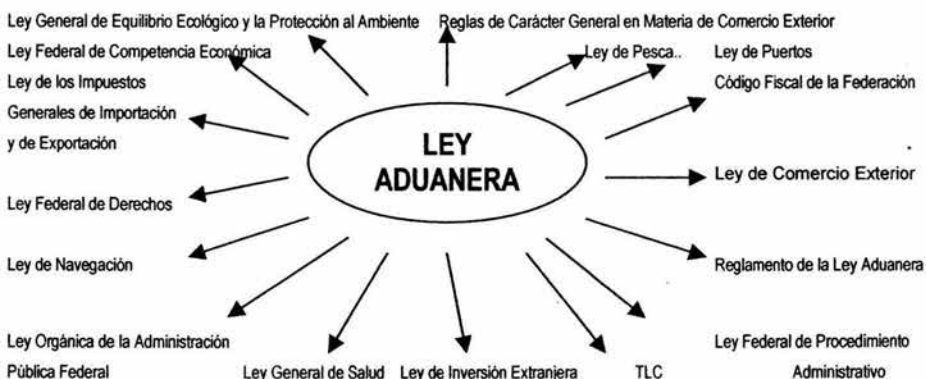 Ley General de Equilibrio Ecológico y la Protección al Ambiente
Reglas de Carácter General en Materia de Comercio Exterior
Ley Federal de Competencia Económica
Ley de Pesca..
Ley de Puertos
Ley de los Impuestos
Generales de Importación
y de Exportación
Código Fiscal de la Federación
LEY
ADUANERA
Ley de Comercio Exterior
Ley Federal de Derechos
Ley de Navegación
Reglamento de la Ley Aduanera
Ley Orgánica de la Administración
Pública Federal
Ley General de Salud
Ley de Inversión Extranjera
TLC
Ley Federal de Procedimiento
Administrativo